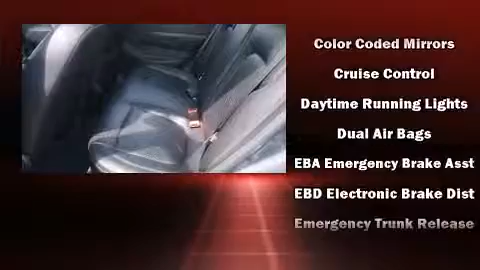 Color Coded Mirrors
Cruise Control
Daytime Running Lights
Dual Air Bags
EBA Emergency Brake Asst
EBD Electronic Brake Dist
Emergency Trunk Release